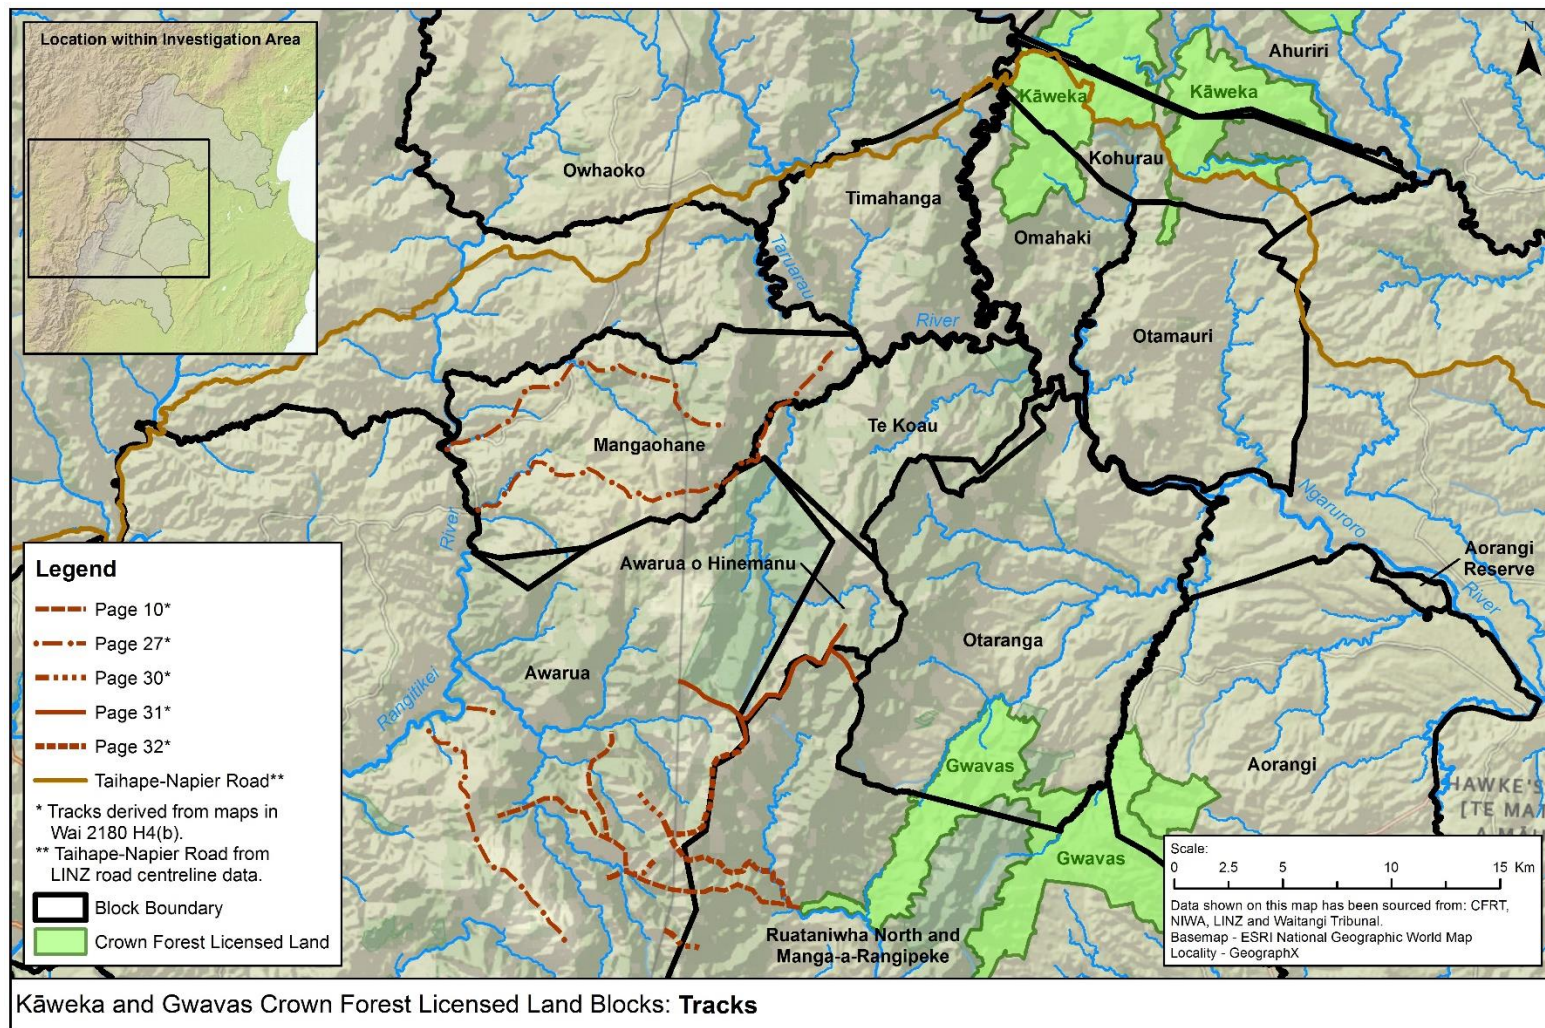 Location within Investigation Area
N
Ahuriri
Kāweka
Kāweka
Kohurau
Owhaoko
Timahanga
Omahaki
Taruarau
River
Otamauri
Te Koau
Mangaohane
River
Ngaruroro
River
Aorangi
Reserve
Awarua o Hinemanu
Otaranga
Awarua
Rangitikei
Gwavas
Aorangi
Gwavas
HAWKE'S
[TE MA
Ruataniwha North and
Manga-a-Rangipeke
Legend
Page 10*
Page 27*
Page 30*
Page 31*
Page 32*
Taihape-Napier Road**
* Tracks derived from maps in
Wai 2180 H4(b).
** Taihape-Napier Road from
LINZ road centreline data.
Block Boundary
Crown Forest Licensed Land
Scale:
0 2.5 5 10 15 Km
Data shown on this map has been sourced from: CFRT,
NIWA, LINZ and Waitangi Tribunal.
Basemap - ESRI National Geographic World Map
Locality - GeographX
Kāweka and Gwavas Crown Forest Licensed Land Blocks: Tracks